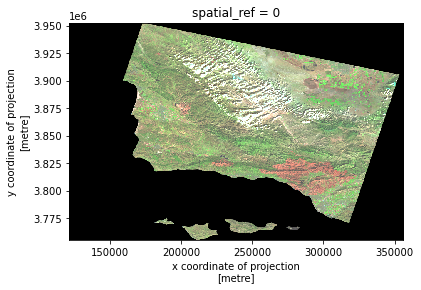 spatial_ref = 0
1e6
3.950
3.925
3.900
3.875
3.850
3.825
3.800
3.775
y coordinate of projection
[metre]
150000 200000 250000 300000 350000
x coordinate of projection
[metre]